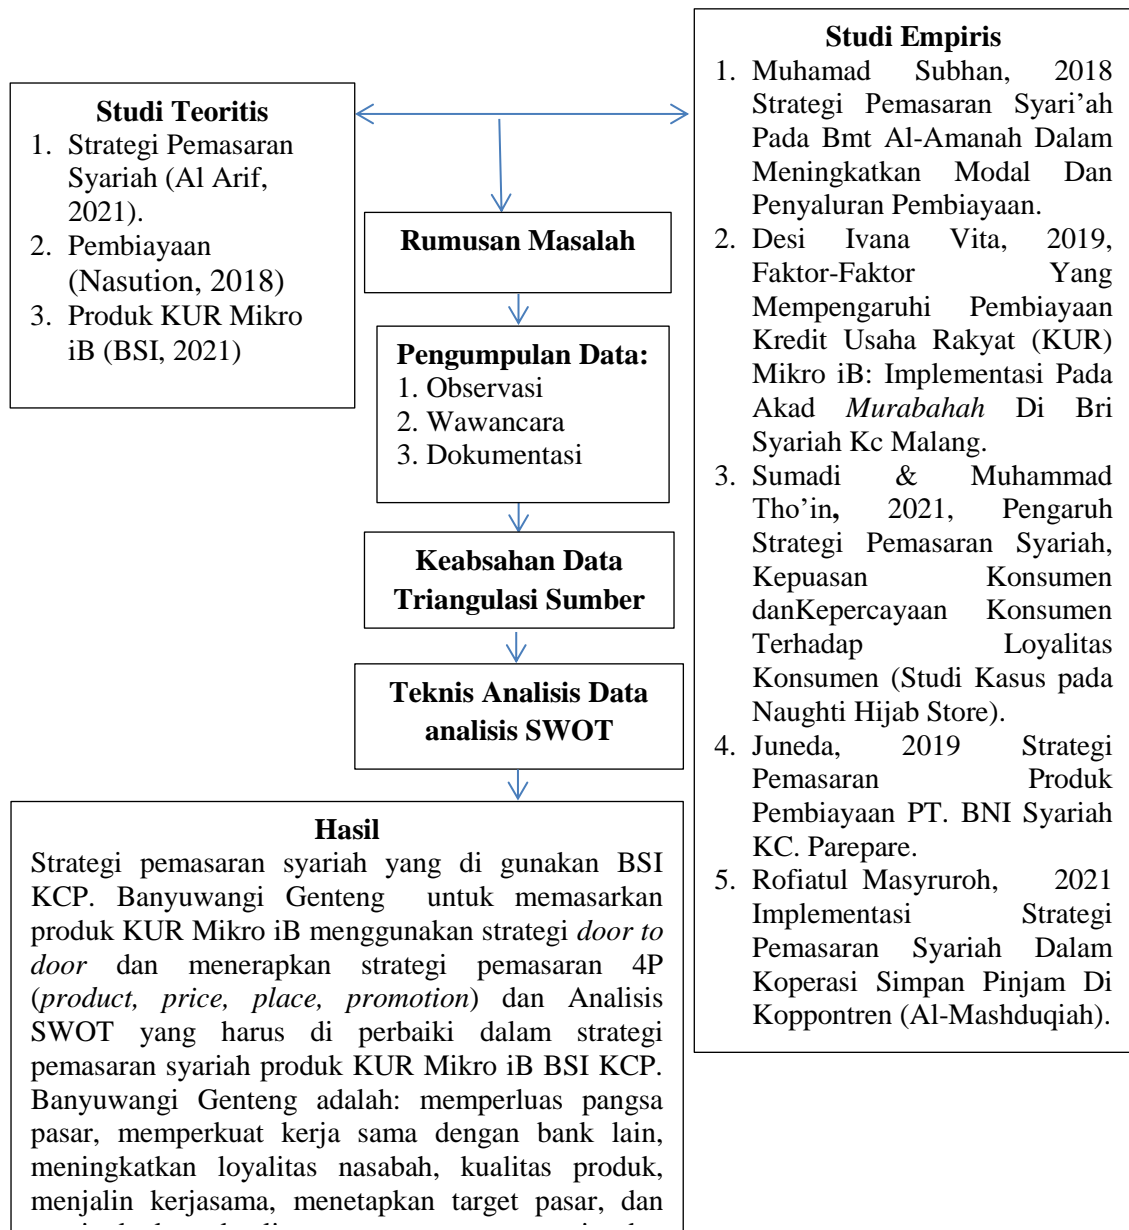 Studi Teoritis
1. Strategi Pemasaran
Syariah (Al Arif,
2021).
2. Pembiayaan
(Nasution, 2018)
3. Produk KUR Mikro
iB (BSI, 2021)
Rumusan Masalah
Pengumpulan Data:
1. Observasi
2. Wawancara
3. Dokumentasi
Keabsahan Data
Triangulasi Sumber
Teknis Analisis Data
analisis SWOT
Hasil
Strategi pemasaran syariah yang di gunakan BSI
KCP. Banyuwangi Genteng untuk memasarkan
produk KUR Mikro iB menggunakan strategi door to
door dan menerapkan strategi pemasaran 4P
(product, price, place, promotion) dan Analisis
SWOT yang harus di perbaiki dalam strategi
pemasaran syariah produk KUR Mikro iB BSI KCP.
Banyuwangi Genteng adalah: memperluas pangsa
pasar, memperkuat kerja sama dengan bank lain,
meningkatkan loyalitas nasabah, kualitas produk,
menjalin kerjasama, menetapkan target pasar, dan
Studi Empiris
1. Muhamad Subhan, 2018
Strategi Pemasaran Syari’ah
Pada Bmt Al-Amanah Dalam
Meningkatkan Modal Dan
Penyaluran Pembiayaan.
2. Desi Ivana Vita, 2019,
Faktor-Faktor Yang
Mempengaruhi Pembiayaan
Kredit Usaha Rakyat (KUR)
Mikro iB: Implementasi Pada
Akad Murabahah Di Bri
Syariah Kc Malang.
3. Sumadi & Muhammad
Tho’in, 2021, Pengaruh
Strategi Pemasaran Syariah,
Kepuasan Konsumen
danKepercayaan Konsumen
Terhadap Loyalitas
Konsumen (Studi Kasus pada
Naughti Hijab Store).
4. Juneda, 2019 Strategi
Pemasaran Produk
Pembiayaan PT. BNI Syariah
KC. Parepare.
5. Rofiatul Masyruroh, 2021
Implementasi Strategi
Pemasaran Syariah Dalam
Koperasi Simpan Pinjam Di
Koppontren (Al-Mashduqiah).